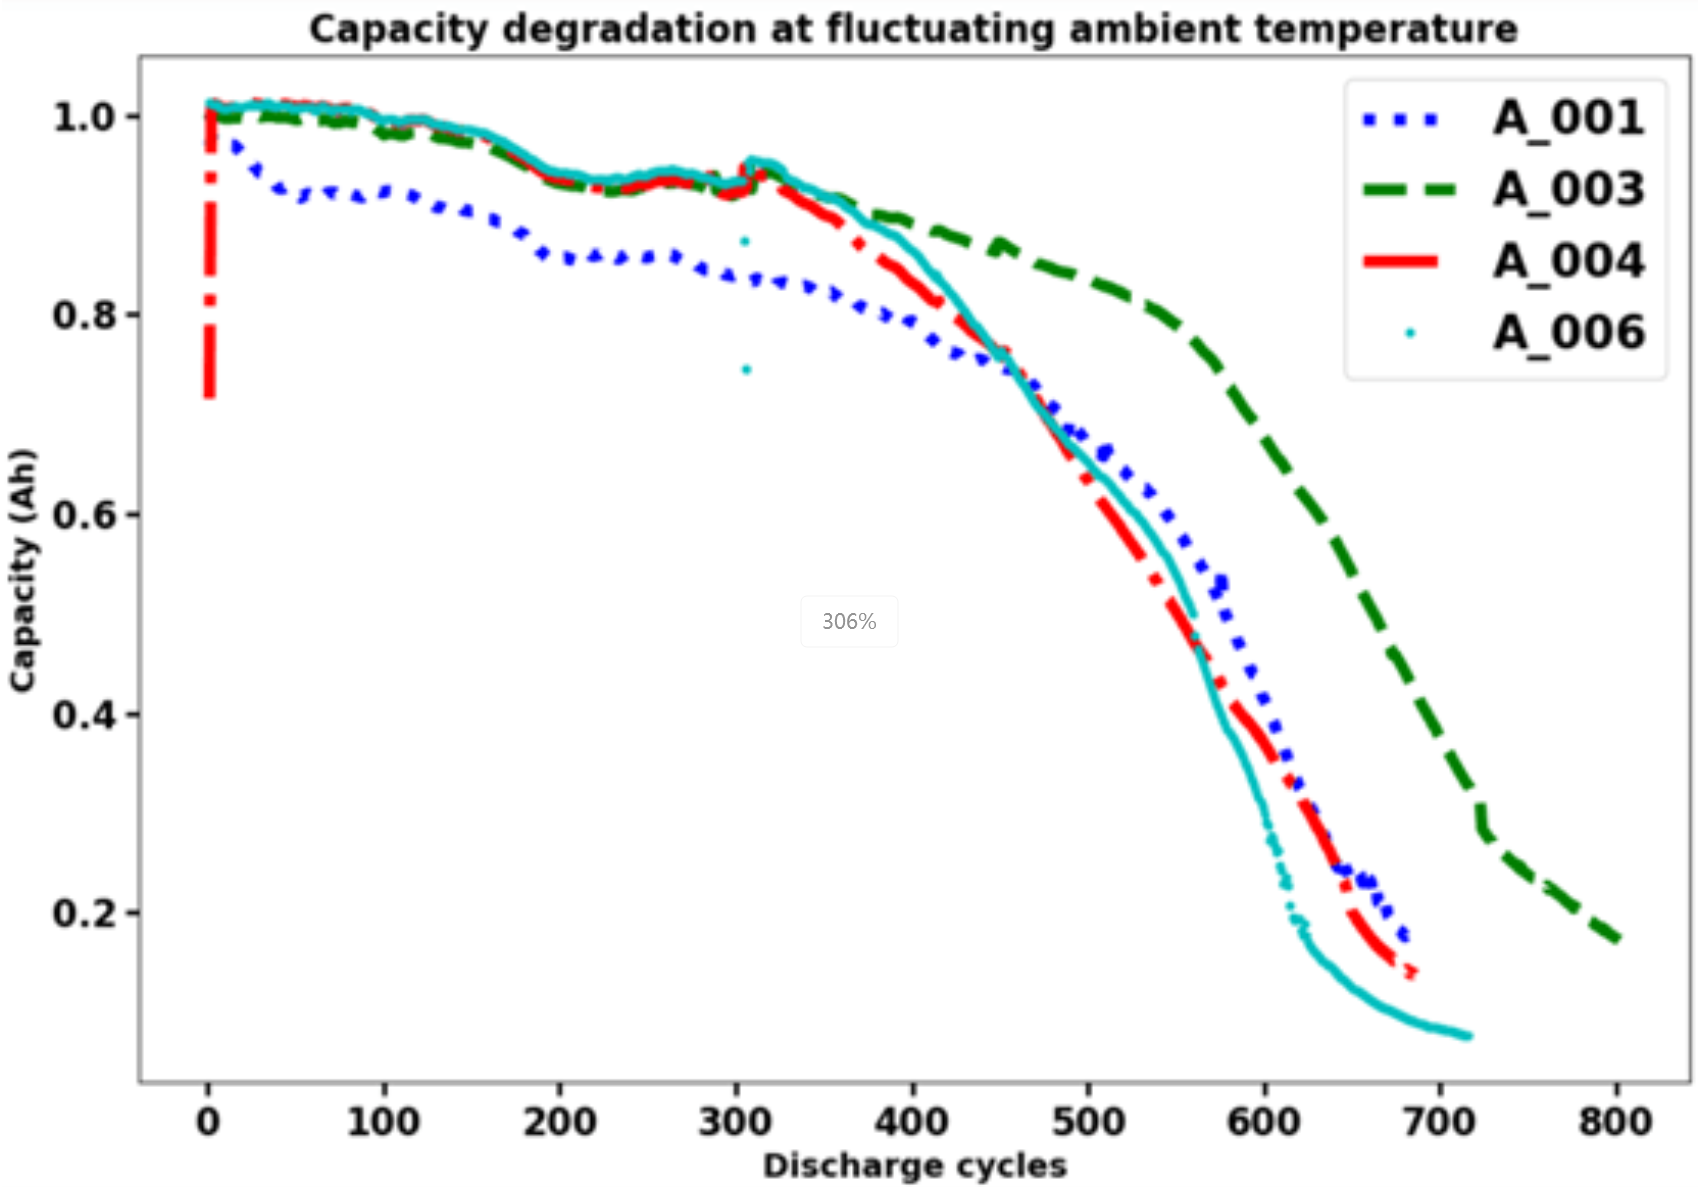 Capacity degradation at fluctuating ambient temperature
A_001
A_003
A_004
A_006
1.0
0.8
0.6
0.4
0.2
Capacity (Ah)
306%
0 100 200 300 400 500 600 700 800
Discharge cycles